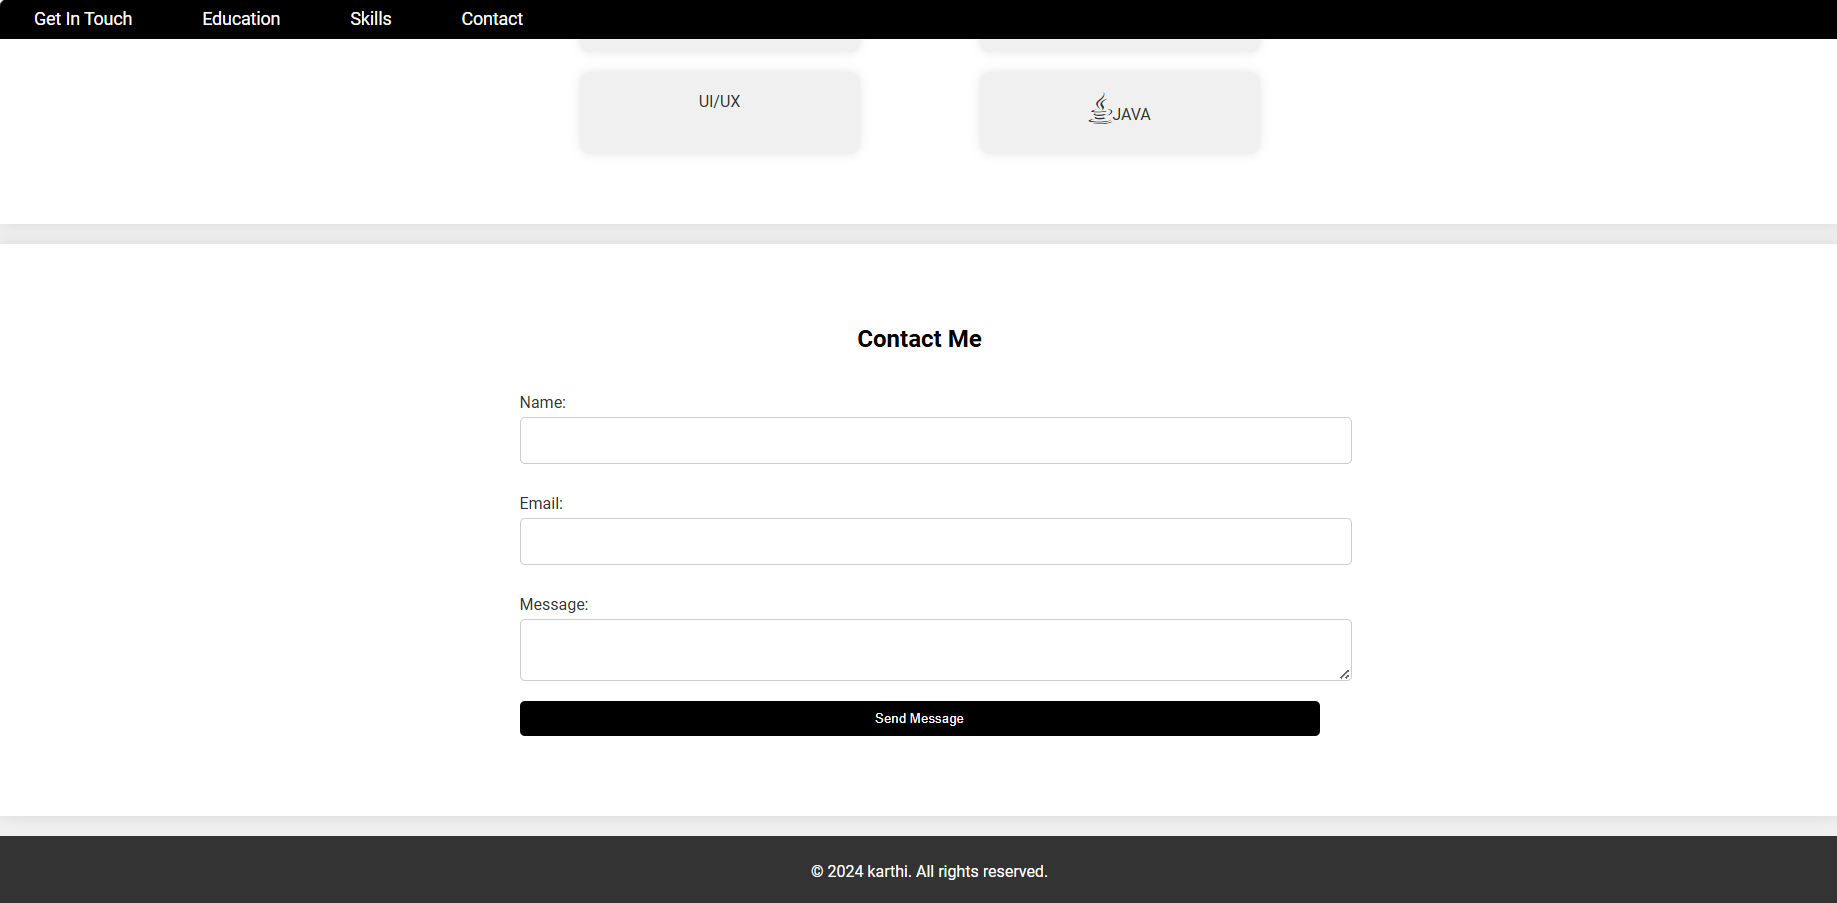 Get In Touch Education Skills Contact
UI/UX JAVA
Contact Me
Name:
Email:
Message:
Send Message
© 2024 karthi. All rights reserved.